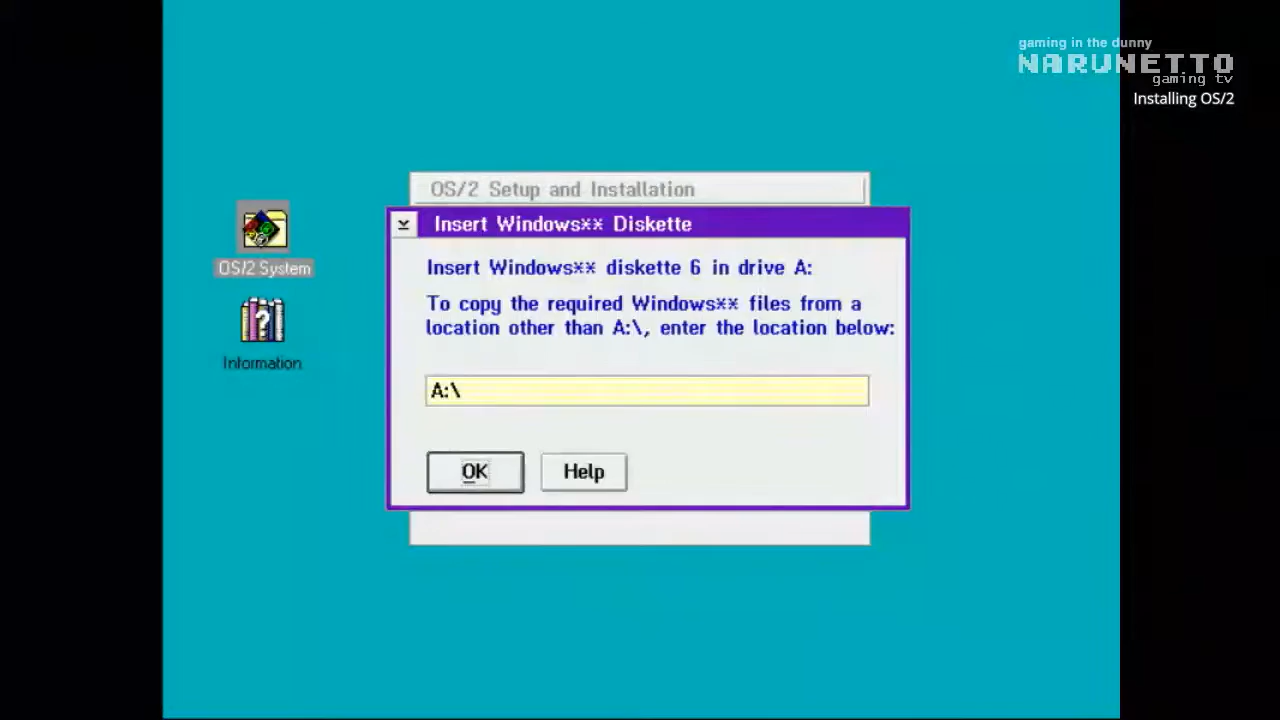 gaming in the dunny
NARUNETTO
gaming tv
Installing OS/2
OS/2 Setup and Installation
Insert Windows** Diskette
OS/2 System
Insert Windows** diskette 6 in drive A:
To copy the required Windows** files from a
location other than A:\, enter the location below:
Information
A:\
OK
Help